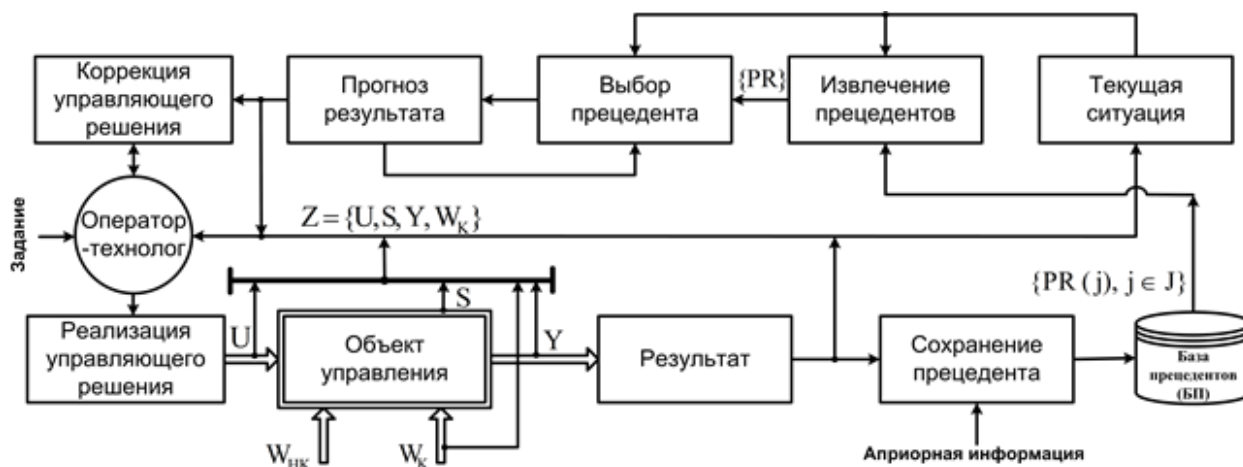 Коррекция
управляющего
решения
Прогноз
результата
Выбор
прецедента
{PR}
Извлечение
прецедентов
Текущая
ситуация
Задание
Оператор
-технолог
Z = {U, S, Y, W_K}
{PR (j), j ∈ J}
Реализация
управляющего
решения
U
Объект
управления
S
Y
Результат
Сохранение
прецедента
База
прецедентов
(БП)
W_НК
W_К
Априорная информация